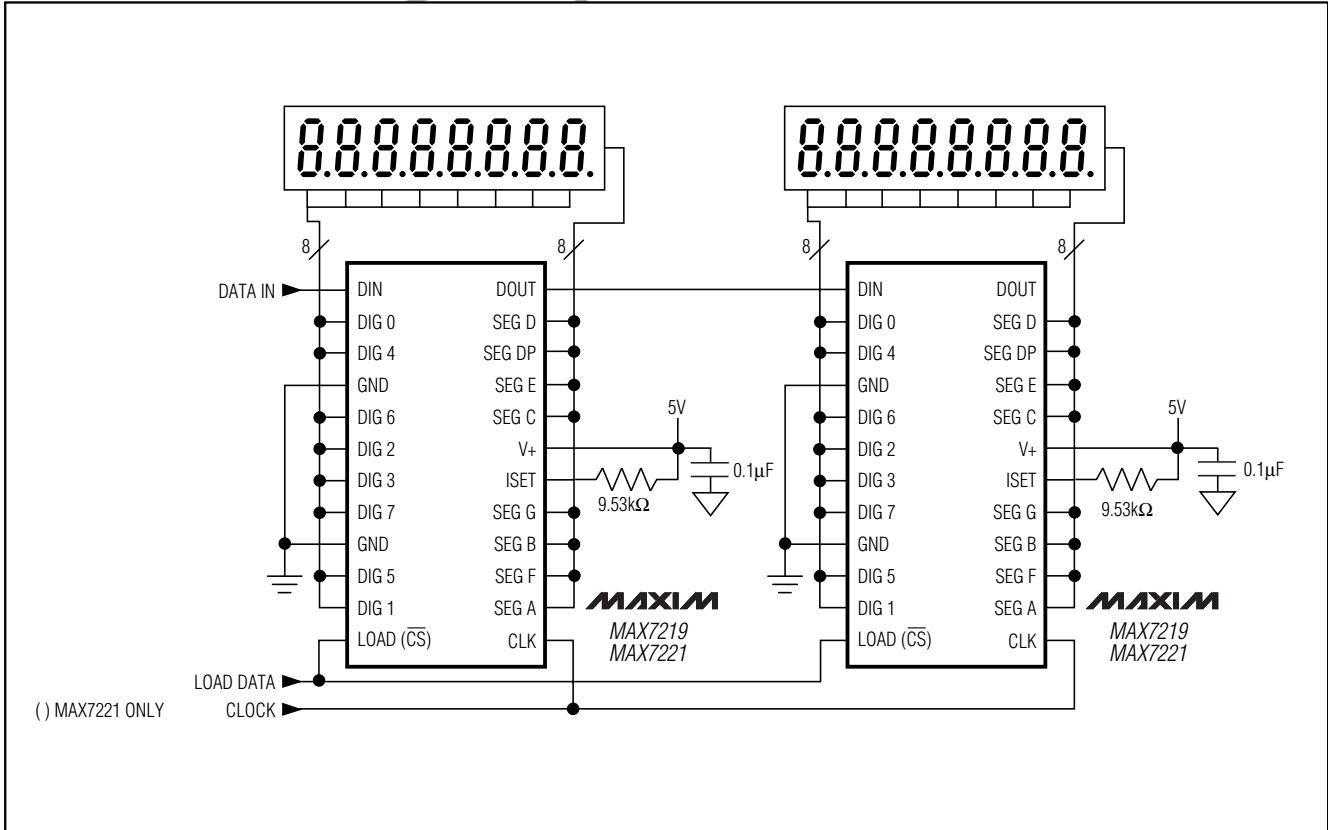 8.8.8.8.8.8.8.8.
8.8.8.8.8.8.8.8.
8
8
8
8
DATA IN
DIN
DOUT
DIG 0
SEG D
DIG 4
SEG DP
GND
SEG E
DIG 6
SEG C
DIG 2
V+
DIG 3
ISET
DIG 7
SEG G
GND
SEG B
DIG 5
SEG F
DIG 1
SEG A
LOAD (C̅S̅)
CLK
5V
0.1µF
9.53kΩ
MAXIM
MAX7219
MAX7221
DIN
DOUT
DIG 0
SEG D
DIG 4
SEG DP
GND
SEG E
DIG 6
SEG C
DIG 2
V+
DIG 3
ISET
DIG 7
SEG G
GND
SEG B
DIG 5
SEG F
DIG 1
SEG A
LOAD (C̅S̅)
CLK
5V
0.1µF
9.53kΩ
MAXIM
MAX7219
MAX7221
LOAD DATA
( ) MAX7221 ONLY
CLOCK